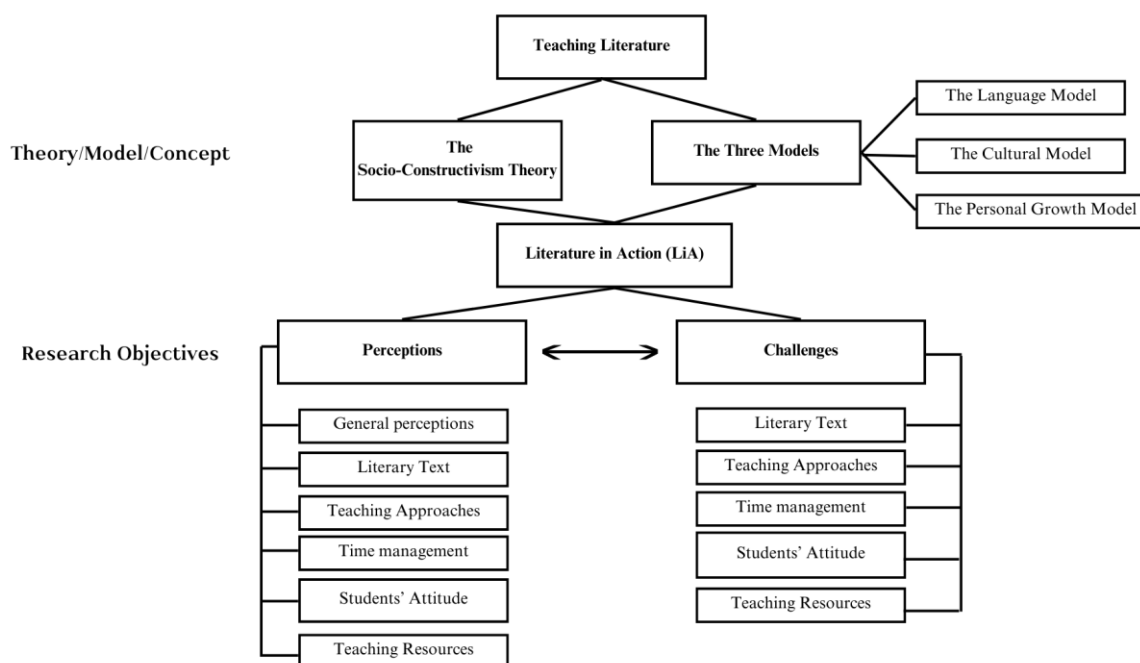 Teaching Literature
Theory/Model/Concept
The
Socio-Constructivism Theory
The Three Models
The Language Model
The Cultural Model
The Personal Growth Model
Literature in Action (LiA)
Research Objectives
Perceptions
Challenges
General perceptions
Literary Text
Teaching Approaches
Time management
Students’ Attitude
Teaching Resources
Literary Text
Teaching Approaches
Time management
Students’ Attitude
Teaching Resources